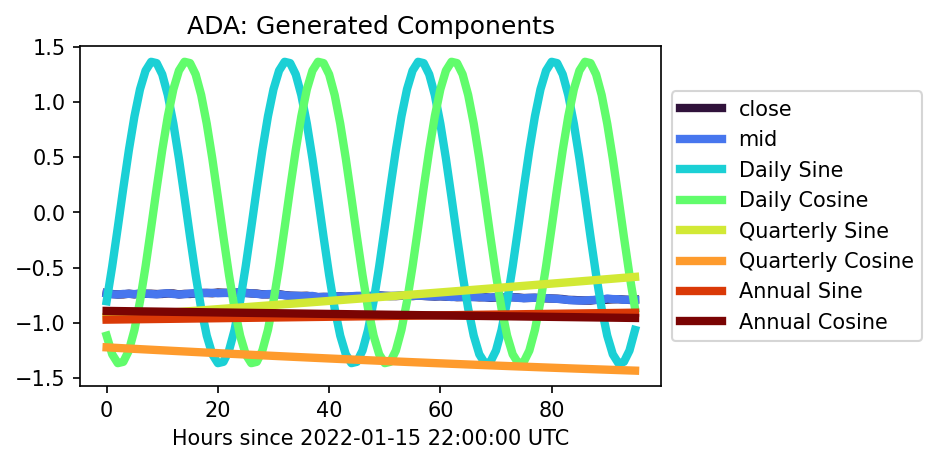 ADA: Generated Components
1.5
1.0
0.5
0.0
−0.5
−1.0
−1.5
0
20
40
60
80
Hours since 2022-01-15 22:00:00 UTC
close
mid
Daily Sine
Daily Cosine
Quarterly Sine
Quarterly Cosine
Annual Sine
Annual Cosine